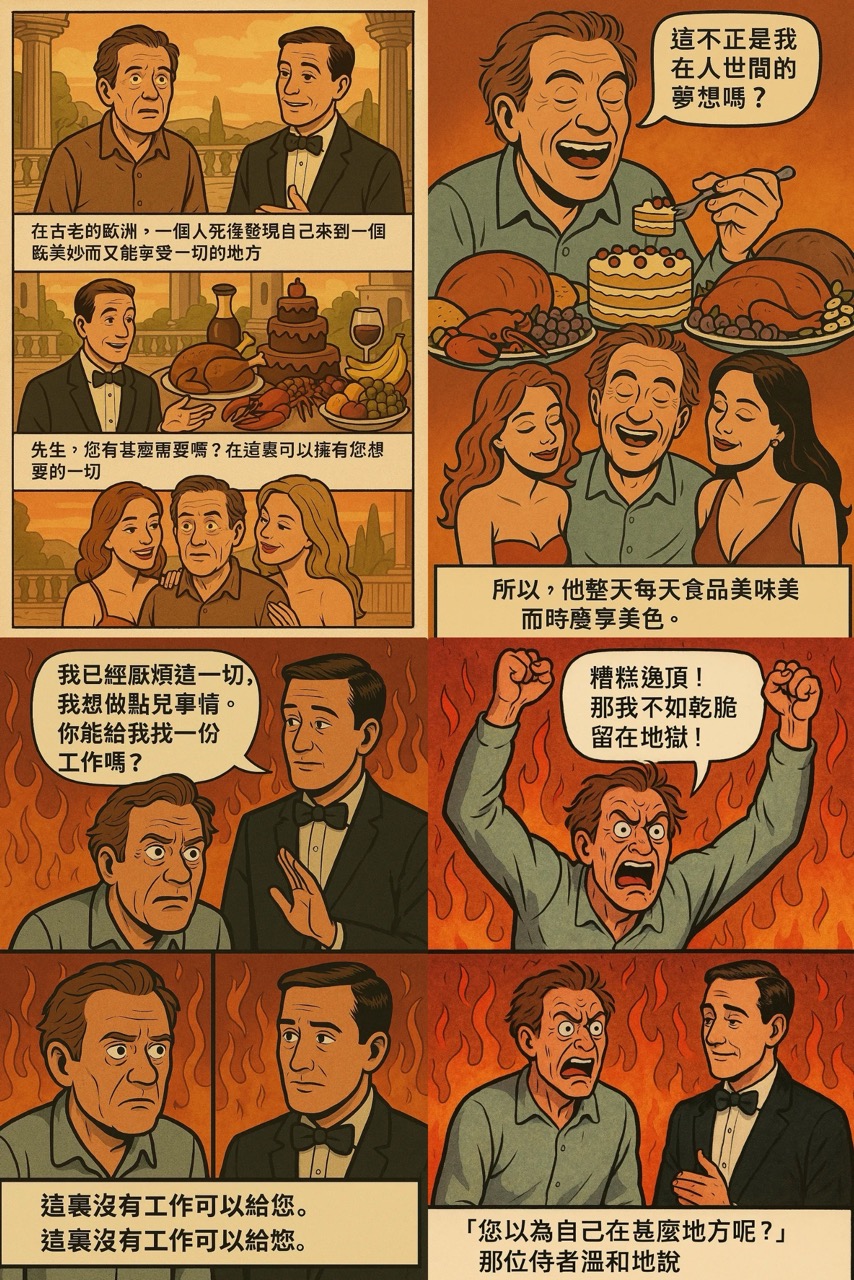 在古老的歐洲，一個人死後發現自己來到一個
既美妙而又能享受一切的地方
先生，您有甚麼需要嗎？在這裏可以擁有您想
要的一切
這不正是我
在人世間的
夢想嗎？
所以，他整天每天食品美味美
而時麼享美色。
我已經厭煩這一切，
我想做點兒事情。
你能給我找一份
工作嗎？
糟糕逸頂！
那我不如乾脆
留在地獄！
這裏沒有工作可以給您。
這裏沒有工作可以給您。
「您以為自己在甚麼地方呢？」
那位侍者溫和地說